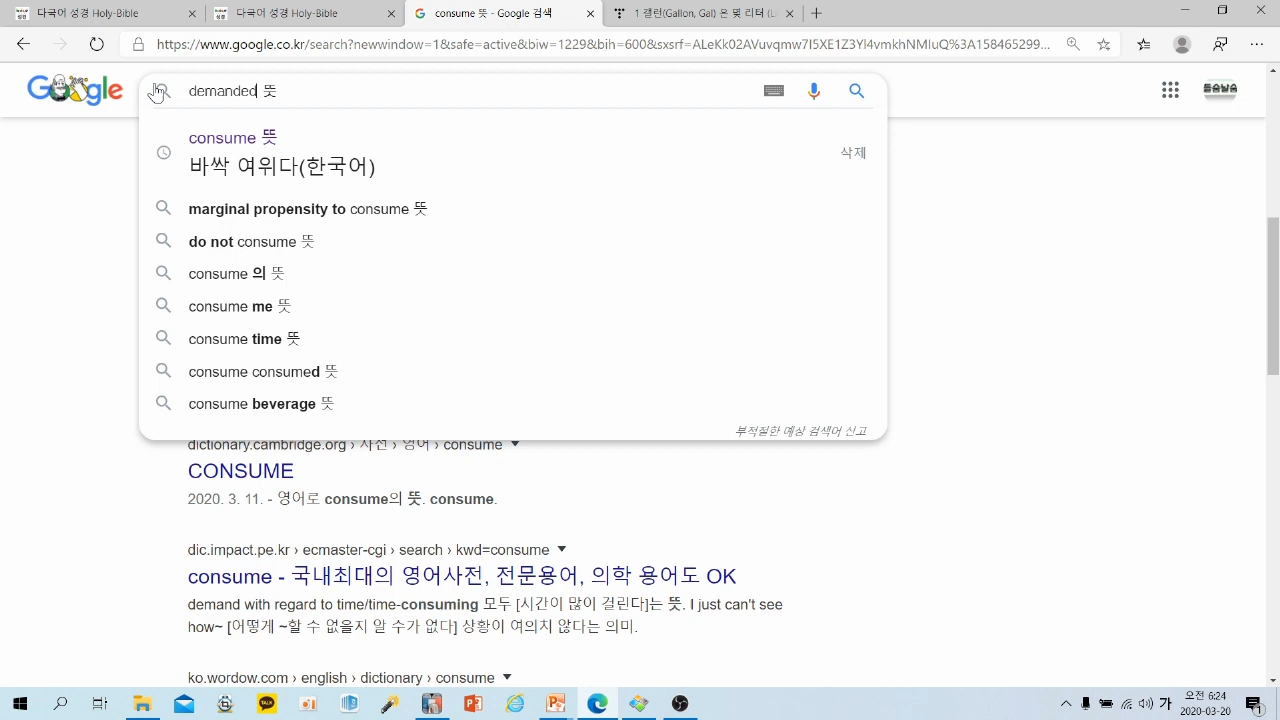 다국어 성경 Holy-Bible
다국어 성경 Holy-Bible
consume 뜻 - Google 검색
1 갤런(Gallon, Gal) 은 몇 리터 (L
https://www.google.co.kr/search?newwindow=1&safe=active&biw=1229&bih=600&sxsrf=ALeKk02AVuvqmw7I5XE1Z3Yl4vmkhNMIuQ%3A158465299...
Google
demanded 뜻
들숨날숨
consume 뜻
바싹 여위다(한국어)
삭제
marginal propensity to consume 뜻
do not consume 뜻
consume 의 뜻
consume me 뜻
consume time 뜻
consume consumed 뜻
consume beverage 뜻
부적절한 예상 검색어 신고
dictionary.cambridge.org › 사전 › 영어 › consume
CONSUME
2020. 3. 11. - 영어로 consume의 뜻. consume.
dic.impact.pe.kr › ecmaster-cgi › search › kwd=consume
consume - 국내최대의 영어사전, 전문용어, 의학 용어도 OK
demand with regard to time/time-consuming 모두 [시간이 많이 걸린다]는 뜻. I just can't see
how~ [어떻게 ~할 수 없을지 알 수가 없다] 상황이 여의치 않다는 의미.
ko.wordow.com › english › dictionary › consume
TALK
가
오전 6:24
2020-03-20
1